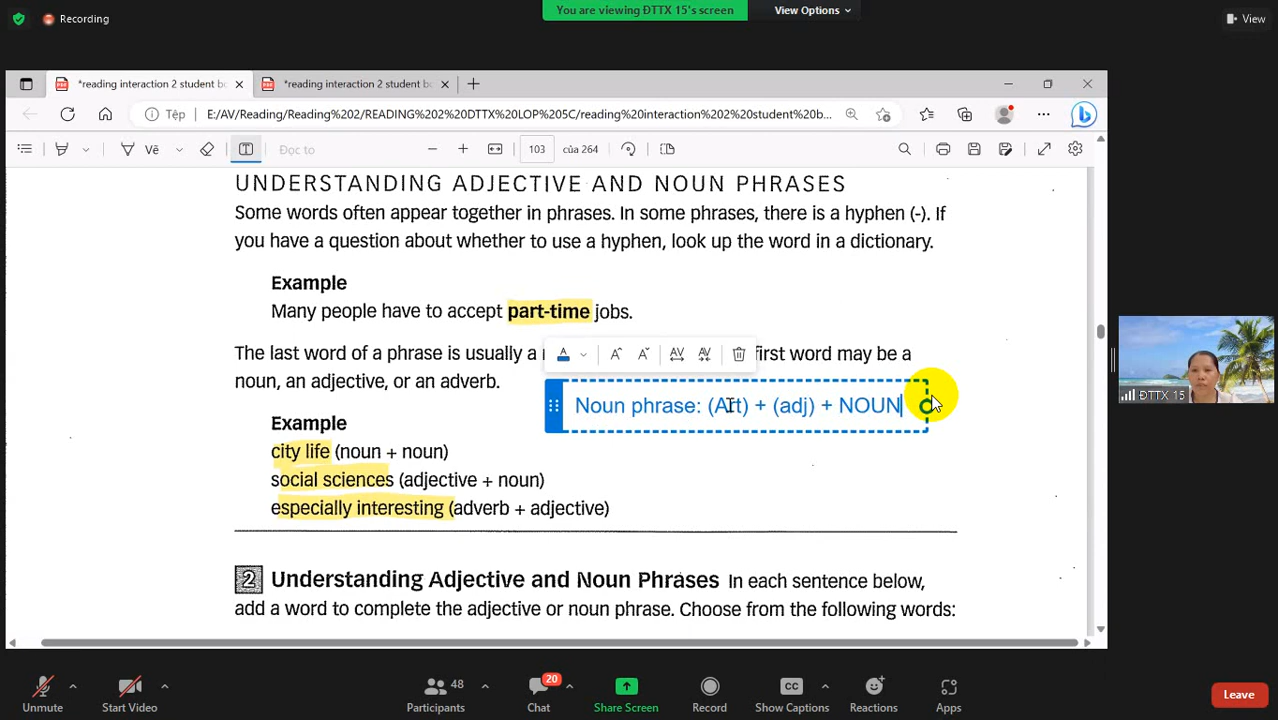 Recording
You are viewing ĐTTX 15's screen
View Options
View
*reading interaction 2 student bo
*reading interaction 2 student bo
Tệp
E:/AV/Reading/Reading%202/READING%202%20DTTX%20LOP%205C/reading%20interaction%202%20student%20b...
Vẽ
Đọc to
103
của 264
UNDERSTANDING ADJECTIVE AND NOUN PHRASES
Some words often appear together in phrases. In some phrases, there is a hyphen (-). If
you have a question about whether to use a hyphen, look up the word in a dictionary.
Example
Many people have to accept part-time jobs.
The last word of a phrase is usually a
first word may be a
noun, an adjective, or an adverb.
Noun phrase: (Art) + (adj) + NOUN
Example
city life (noun + noun)
social sciences (adjective + noun)
especially interesting (adverb + adjective)
2 Understanding Adjective and Noun Phrases In each sentence below,
add a word to complete the adjective or noun phrase. Choose from the following words:
ĐTTX 15
Unmute
Start Video
48
Participants
20
Chat
Share Screen
Record
CC
Show Captions
Reactions
Apps
Leave